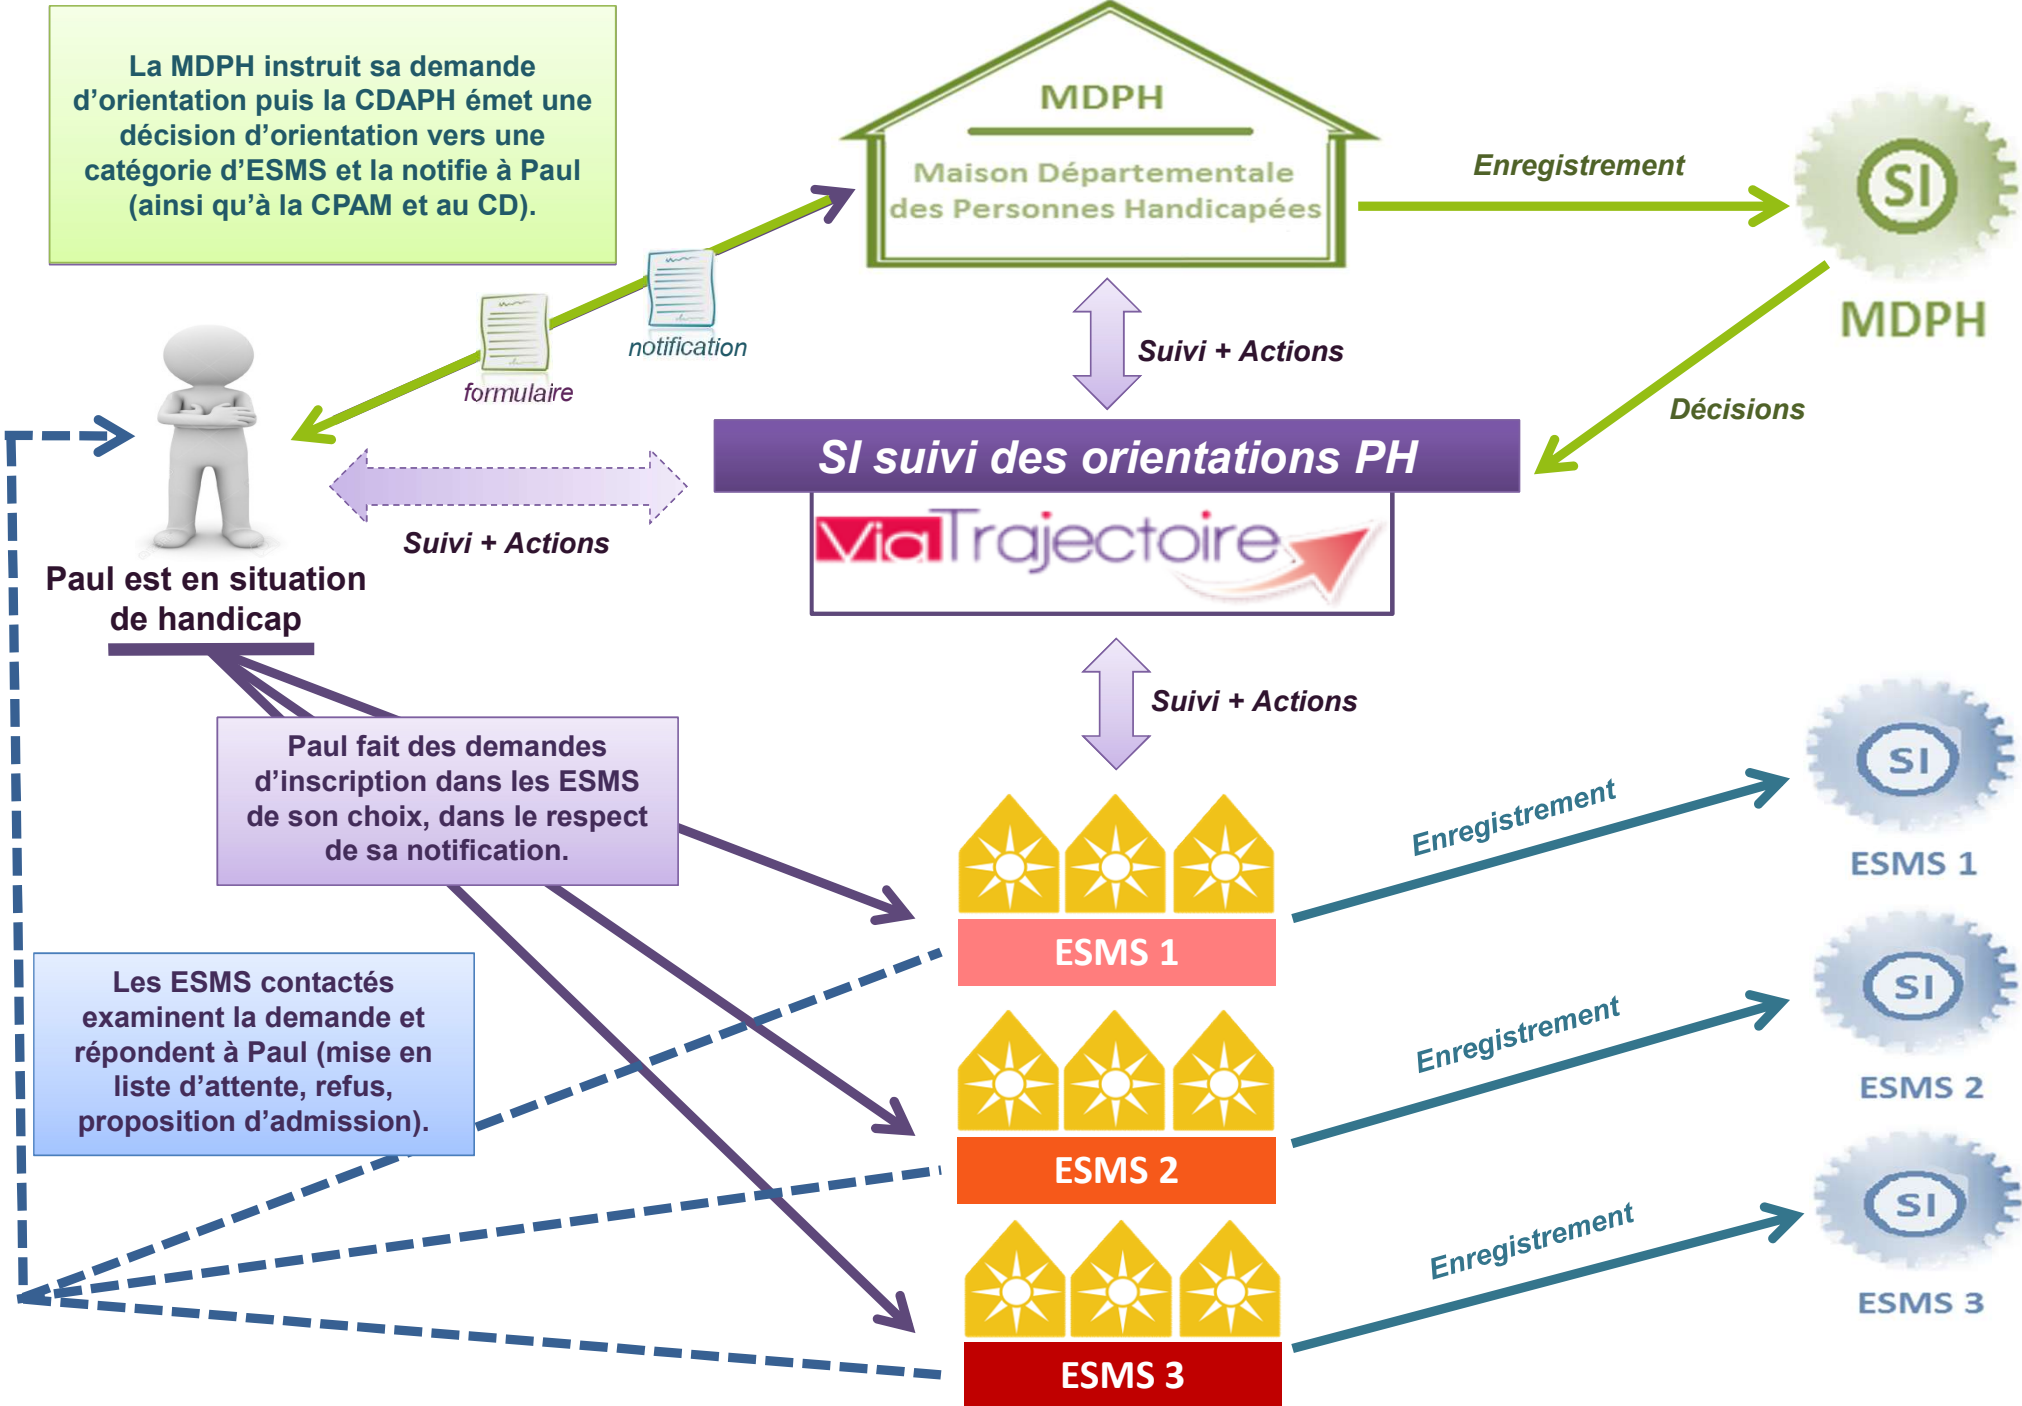 La MDPH instruit sa demande
d’orientation puis la CDAPH émet une
décision d’orientation vers une
catégorie d’ESMS et la notifie à Paul
(ainsi qu’à la CPAM et au CD).
MDPH
Maison Départementale
des Personnes Handicapées
Enregistrement
SI
MDPH
notification
formulaire
Suivi + Actions
Décisions
SI suivi des orientations PH
ViaTrajectoire
Suivi + Actions
Paul est en situation
de handicap
Suivi + Actions
Paul fait des demandes
d’inscription dans les ESMS
de son choix, dans le respect
de sa notification.
Enregistrement
SI
ESMS 1
ESMS 1
Les ESMS contactés
examinent la demande et
répondent à Paul (mise en
liste d’attente, refus,
proposition d’admission).
Enregistrement
SI
ESMS 2
ESMS 2
Enregistrement
SI
ESMS 3
ESMS 3